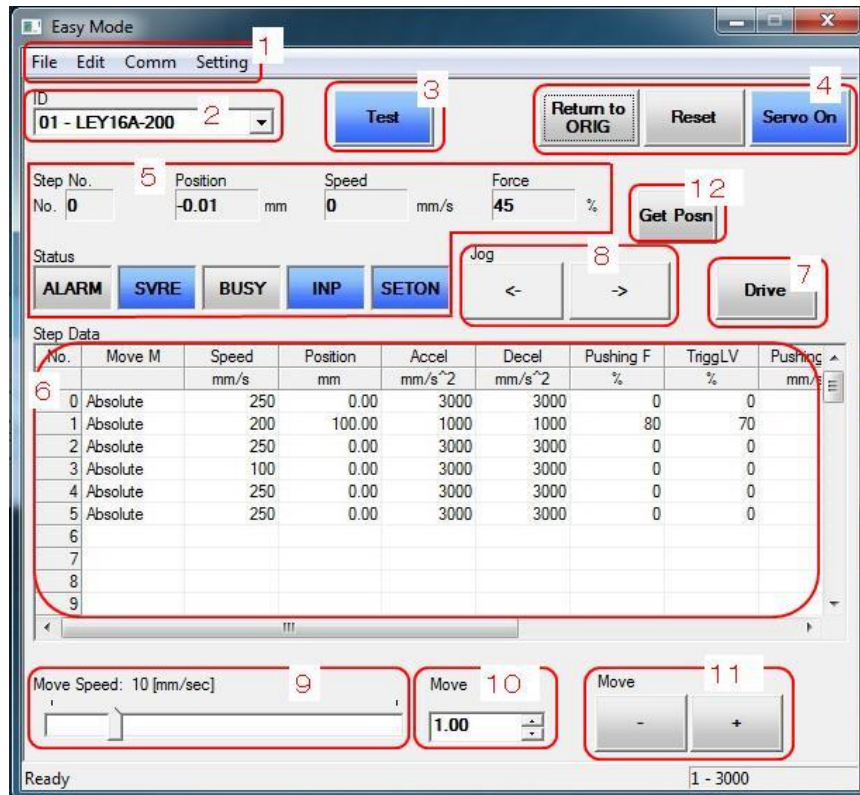 Easy Mode
1
File Edit Comm Setting
ID
01 - LEY16A-200
2
3
Test
4
Return to
ORIG
Reset
Servo On
5
Step No. Position Speed Force
No. 0 -0.01 mm 0 mm/s 45 %
12
Get Posn
Status
ALARM SVRE BUSY INP SETON
Jog
8
<- ->
7
Drive
Step Data
No. Move M Speed Position Accel Decel Pushing F TriggLV Pushing
mm/s mm mm/s^2 mm/s^2 % % mm/s
6
0 Absolute 250 0.00 3000 3000 0 0
1 Absolute 200 100.00 1000 1000 80 70
2 Absolute 250 0.00 3000 3000 0 0
3 Absolute 100 0.00 3000 3000 0 0
4 Absolute 250 0.00 3000 3000 0 0
5 Absolute 250 0.00 3000 3000 0 0
6
7
8
9
Move Speed: 10 [mm/sec]
9
Move
10
1.00
Move
11
- +
Ready
1 - 3000